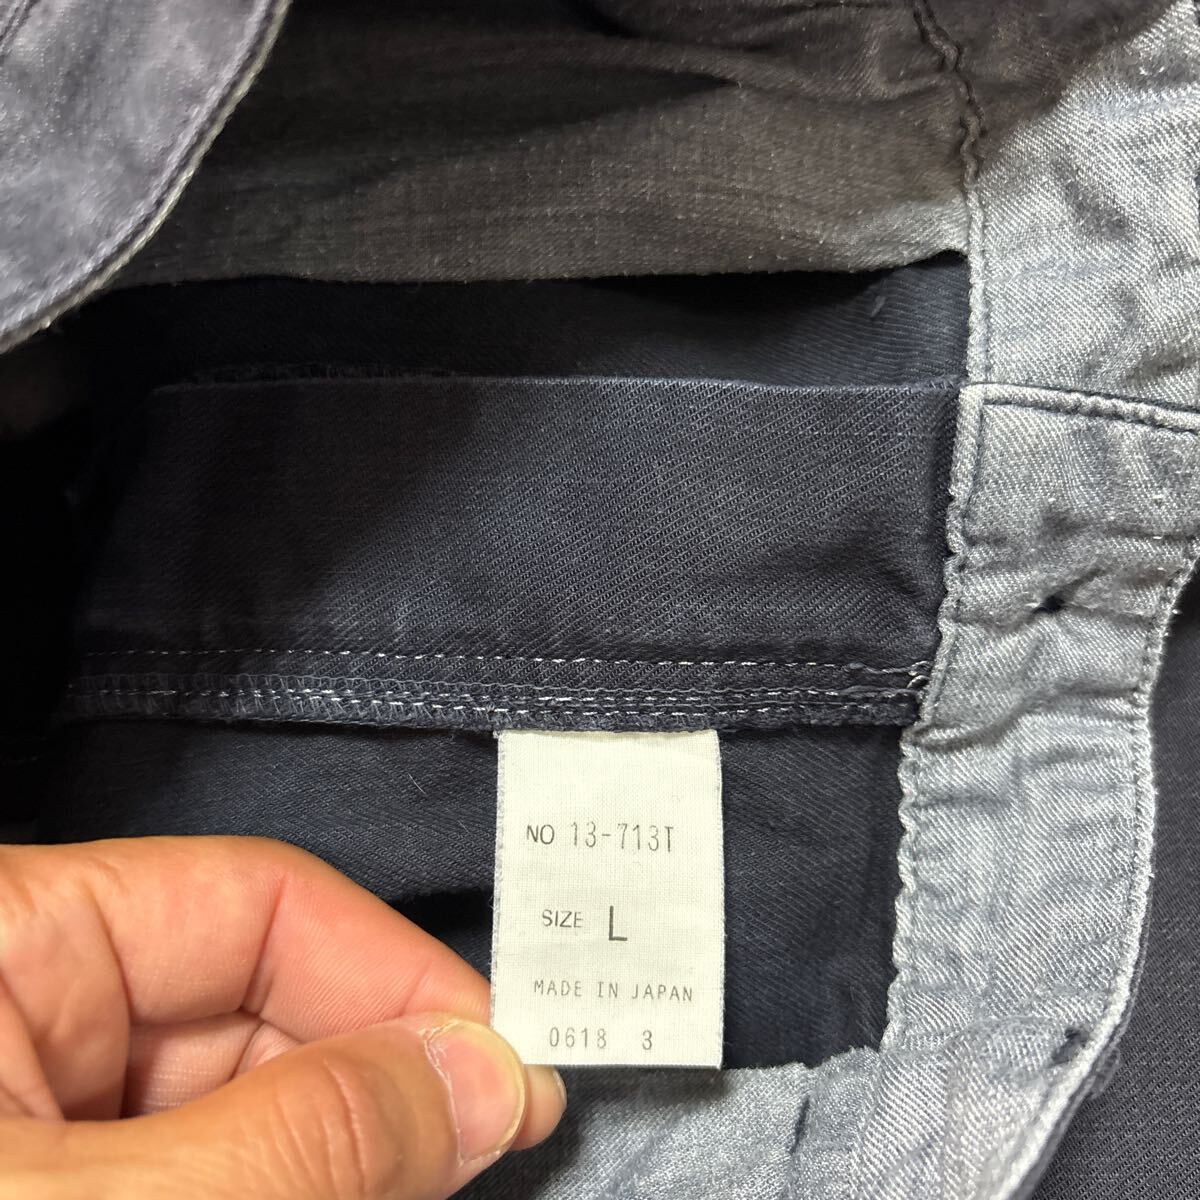 NO 13-713T
SIZE L
MADE IN JAPAN
0618 3